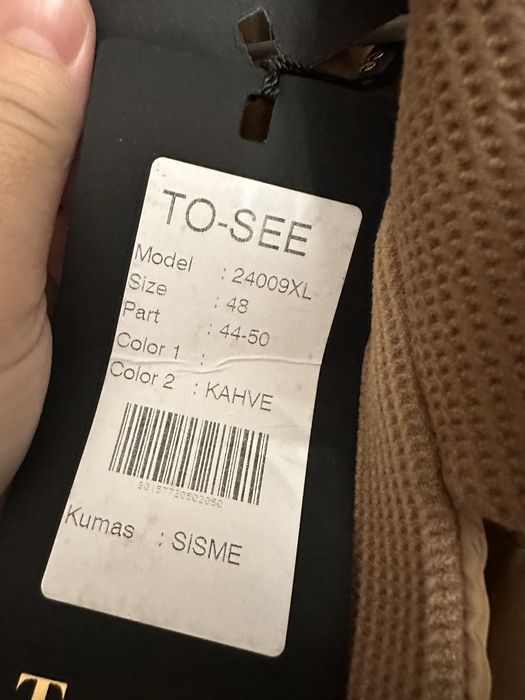 TO-SEE
Model : 24009XL
Size : 48
Part : 44-50
Color 1 :
Color 2 : KAHVE
Kumas : SISME
T